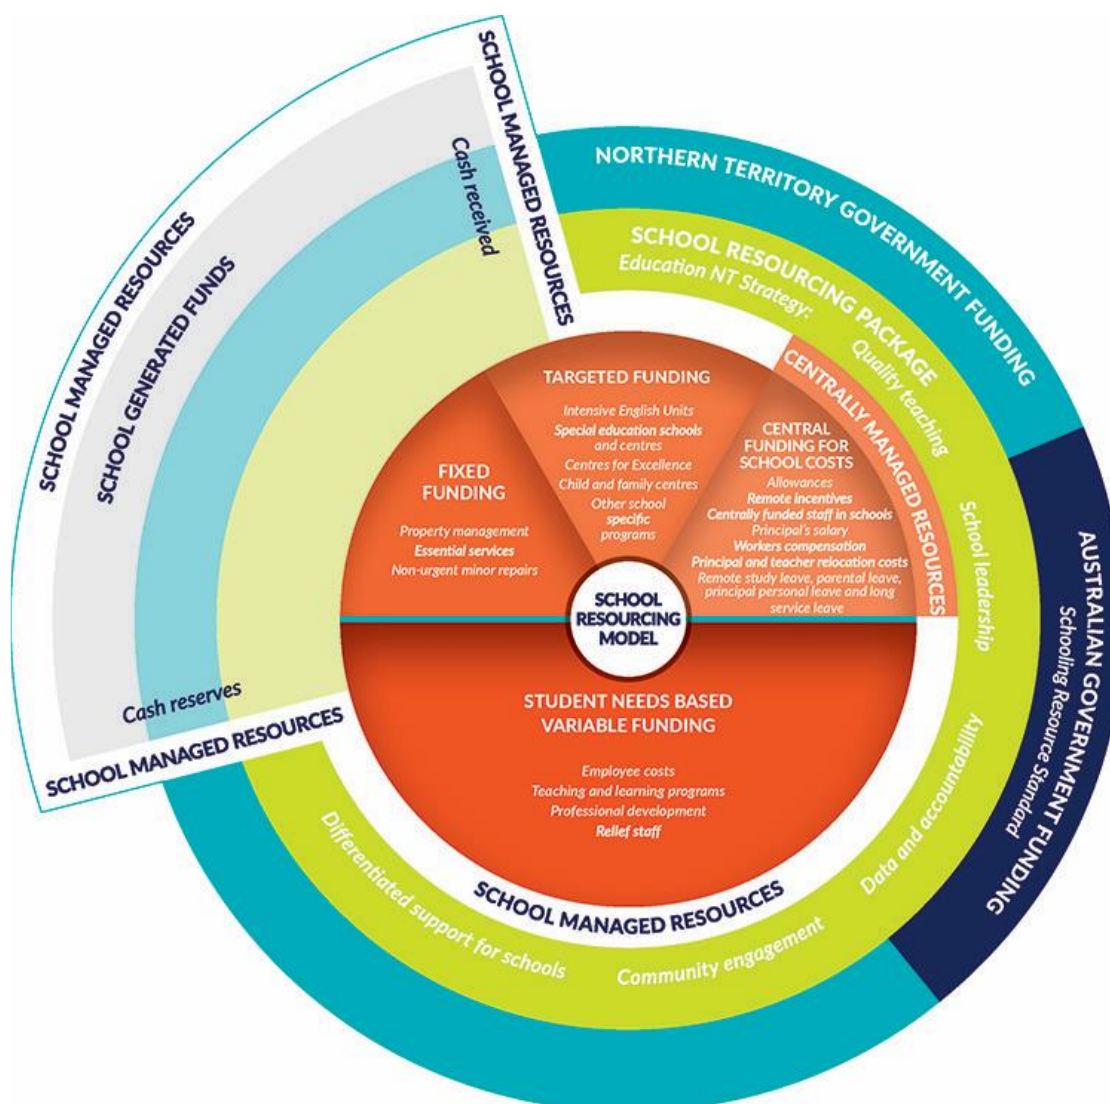 SCHOOL MANAGED RESOURCES
SCHOOL MANAGED RESOURCES
SCHOOL GENERATED FUNDS
Cash received
Cash reserves
SCHOOL MANAGED RESOURCES
NORTHERN TERRITORY GOVERNMENT FUNDING
SCHOOL RESOURCING PACKAGE
Education NT Strategy:
Quality teaching
School leadership
Data and accountability
Community engagement
Differentiated support for schools
AUSTRALIAN GOVERNMENT FUNDING
Schooling Resource Standard
CENTRALLY MANAGED RESOURCES
TARGETED FUNDING
Intensive English Units
Special education schools
and centres
Centres for Excellence
Child and family centres
Other school
specific
programs
CENTRAL
FUNDING FOR
SCHOOL COSTS
Allowances
Remote incentives
Centrally funded staff in schools
Principal's salary
Workers compensation
Principal and teacher relocation costs
Remote study leave, parental leave,
principal personal leave and long
service leave
FIXED
FUNDING
Property management
Essential services
Non-urgent minor repairs
SCHOOL
RESOURCING
MODEL
STUDENT NEEDS BASED
VARIABLE FUNDING
Employee costs
Teaching and learning programs
Professional development
Relief staff
SCHOOL MANAGED RESOURCES